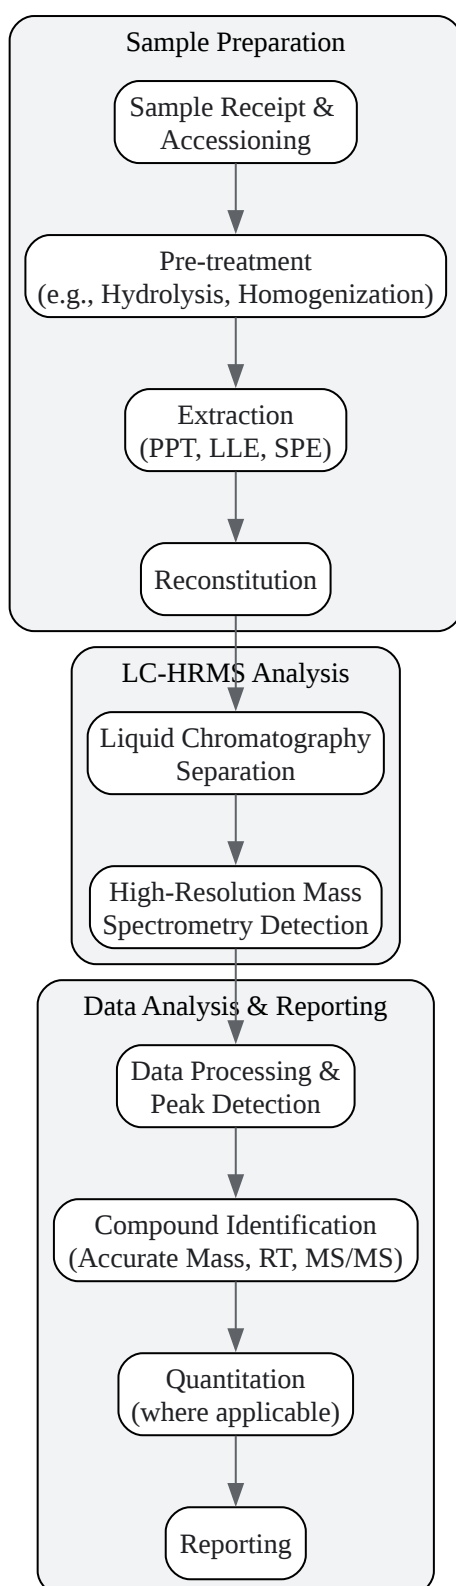 Sample Preparation
Sample Receipt &
Accessioning
Pre-treatment
(e.g., Hydrolysis, Homogenization)
Extraction
(PPT, LLE, SPE)
Reconstitution
LC-HRMS Analysis
Liquid Chromatography
Separation
High-Resolution Mass
Spectrometry Detection
Data Analysis & Reporting
Data Processing &
Peak Detection
Compound Identification
(Accurate Mass, RT, MS/MS)
Quantitation
(where applicable)
Reporting